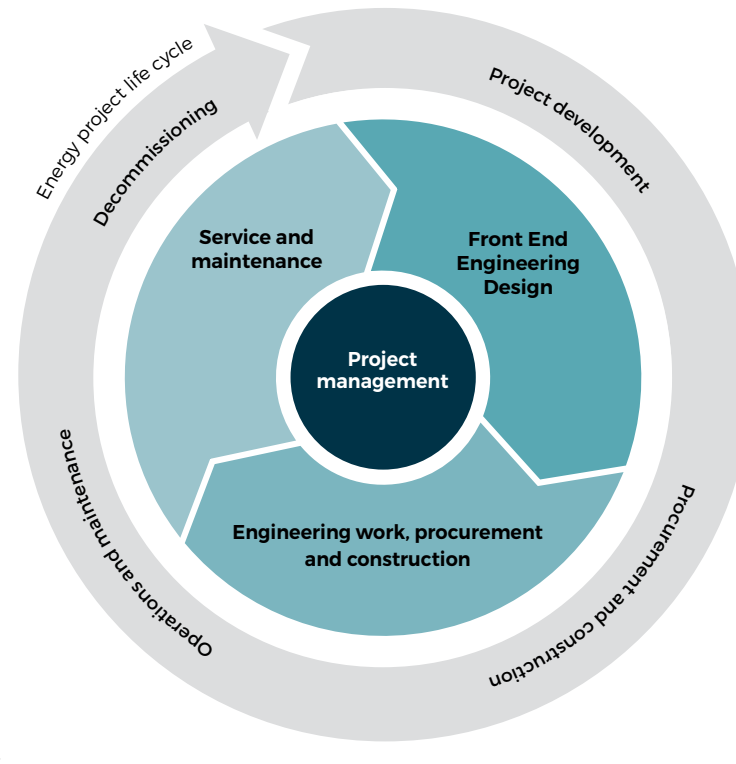 Energy project life cycle
Decommissioning
Project development
Service and
maintenance
Front End
Engineering
Design
Project
management
Engineering work, procurement
and construction
Operations and maintenance
Procurement and construction